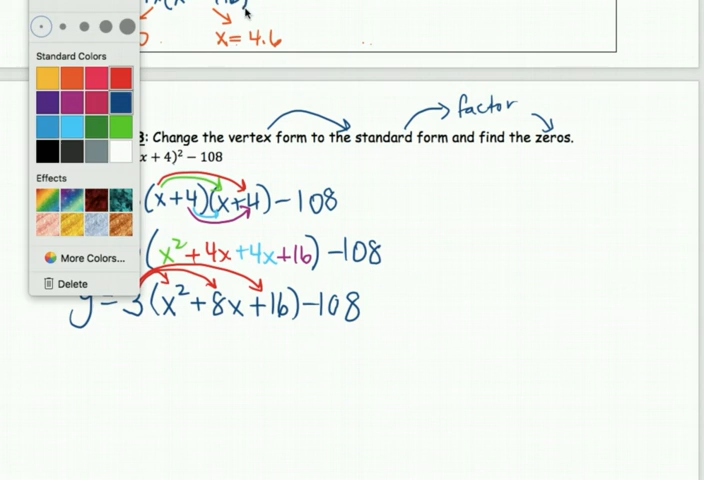 x = 4.6
factor
: Change the vertex form to the standard form and find the zeros.
x + 4)² − 108
(x+4)(x+4) − 108
(x² + 4x + 4x + 16) − 108
y = 3(x² + 8x + 16) − 108
Standard Colors
Effects
More Colors...
Delete